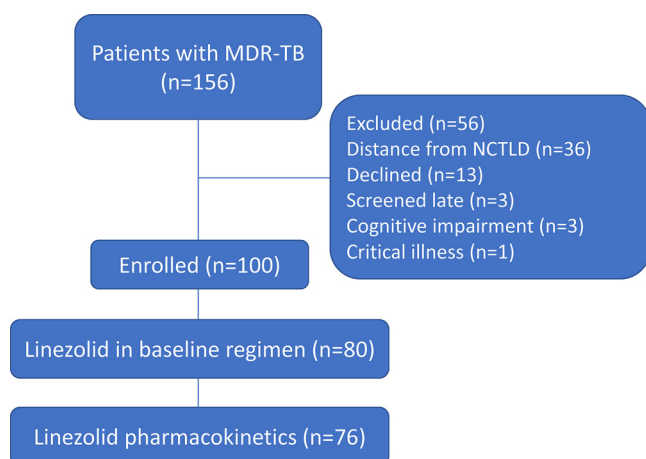 Patients with MDR-TB
(n=156)
Excluded (n=56)
Distance from NCTLD (n=36)
Declined (n=13)
Screened late (n=3)
Cognitive impairment (n=3)
Critical illness (n=1)
Enrolled (n=100)
Linezolid in baseline regimen (n=80)
Linezolid pharmacokinetics (n=76)